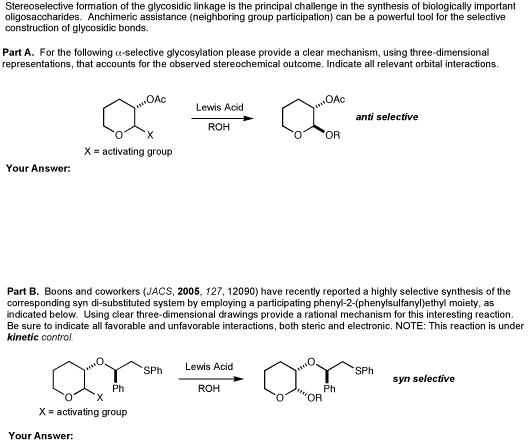 Stereoselective formation of the glycosidic linkage is the principal challenge in the synthesis of biologically important
oligosaccharides. Anchimeric assistance (neighboring group participation) can be a powerful tool for the selective
construction of glycosidic bonds.
Part A. For the following α-selective glycosylation please provide a clear mechanism, using three-dimensional
representations, that accounts for the observed stereochemical outcome. Indicate all relevant orbital interactions.
OAc
O
X
Lewis Acid
ROH
OAc
O
OR
anti selective
X = activating group
Your Answer:
Part B. Boons and coworkers (JACS, 2005, 127, 12090) have recently reported a highly selective synthesis of the
corresponding syn di-substituted system by employing a participating phenyl-2-(phenylsulfanyl)ethyl moiety, as
indicated below. Using clear three-dimensional drawings provide a rational mechanism for this interesting reaction.
Be sure to indicate all favorable and unfavorable interactions, both steric and electronic. NOTE: This reaction is under
kinetic control.
O
SPh
Ph
O
X
Lewis Acid
ROH
O
SPh
Ph
O
OR
syn selective
X = activating group
Your Answer: